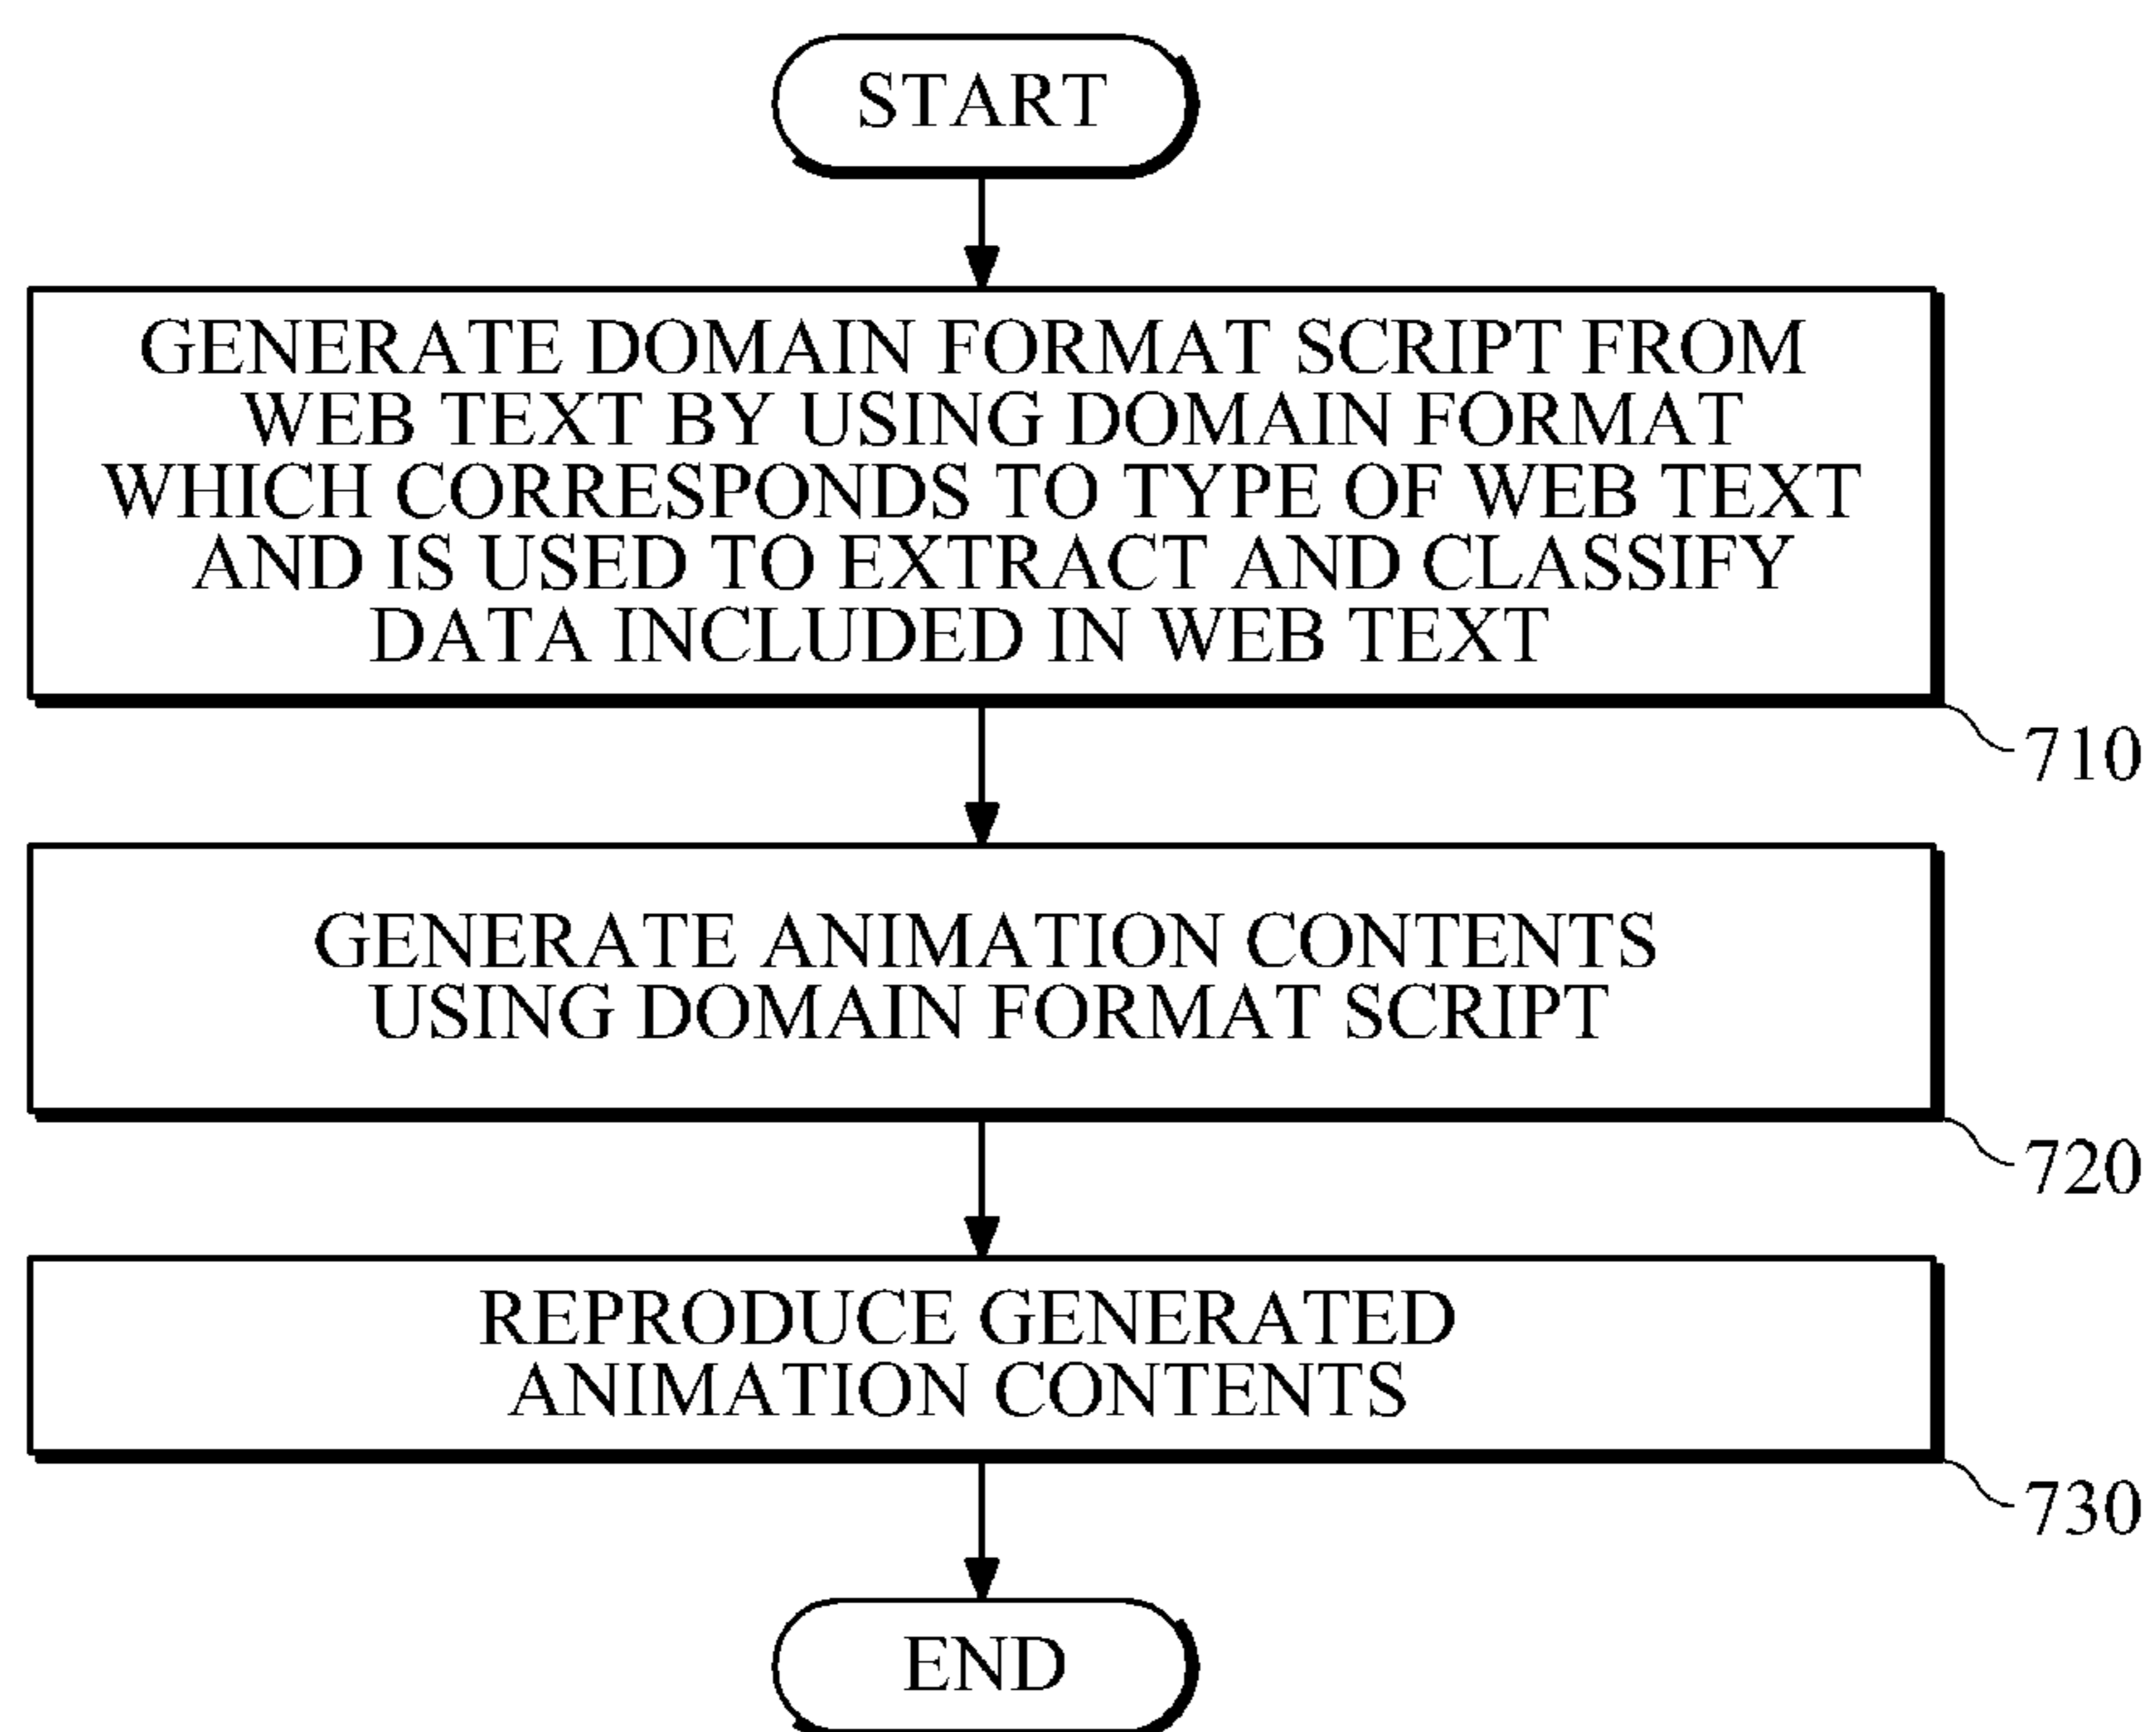 START
GENERATE DOMAIN FORMAT SCRIPT FROM
WEB TEXT BY USING DOMAIN FORMAT
WHICH CORRESPONDS TO TYPE OF WEB TEXT
AND IS USED TO EXTRACT AND CLASSIFY
DATA INCLUDED IN WEB TEXT
710
GENERATE ANIMATION CONTENTS
USING DOMAIN FORMAT SCRIPT
720
REPRODUCE GENERATED
ANIMATION CONTENTS
730
END